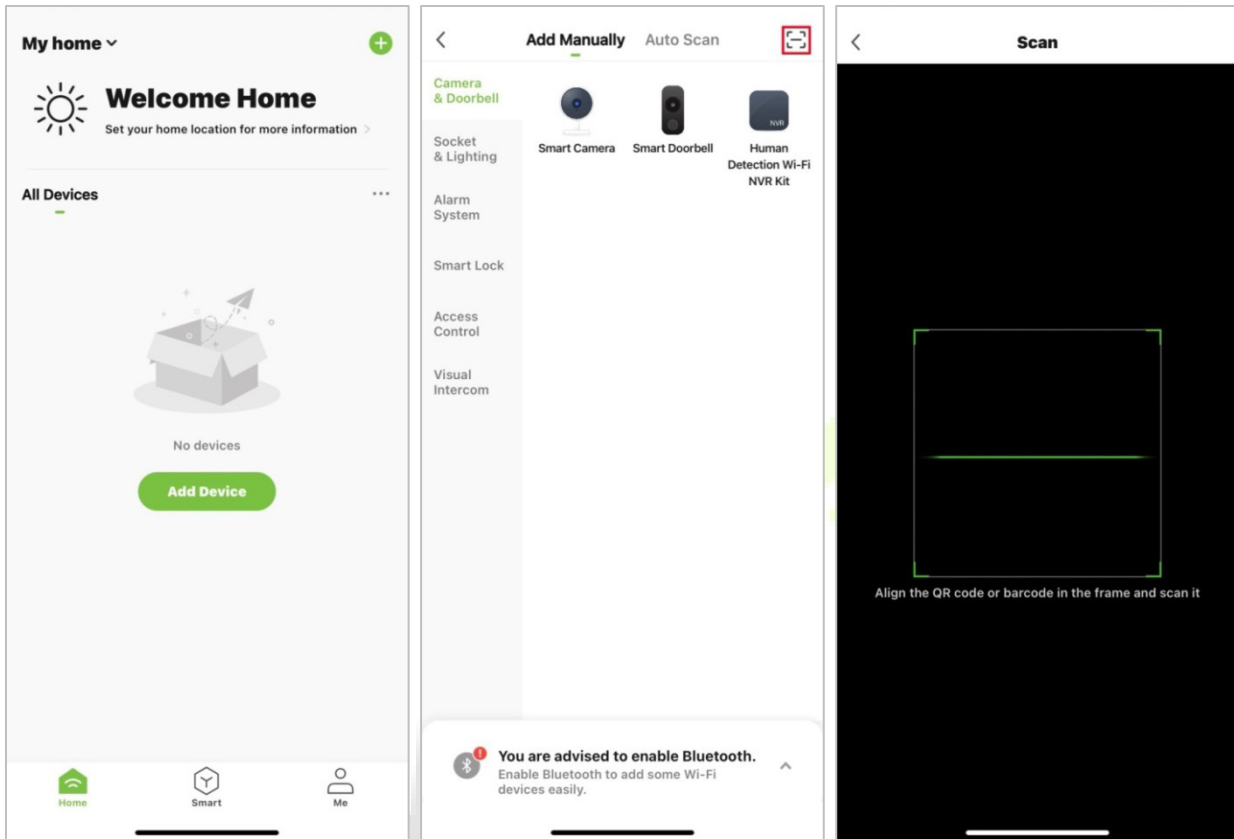 My home
Welcome Home
Set your home location for more information
All Devices
No devices
Add Device
Home
Smart
Me
Add Manually
Auto Scan
Camera
& Doorbell
Socket
& Lighting
Alarm
System
Smart Lock
Access
Control
Visual
Intercom
Smart Camera
Smart Doorbell
NVR
Human
Detection Wi-Fi
NVR Kit
You are advised to enable Bluetooth.
Enable Bluetooth to add some Wi-Fi
devices easily.
Scan
Align the QR code or barcode in the frame and scan it